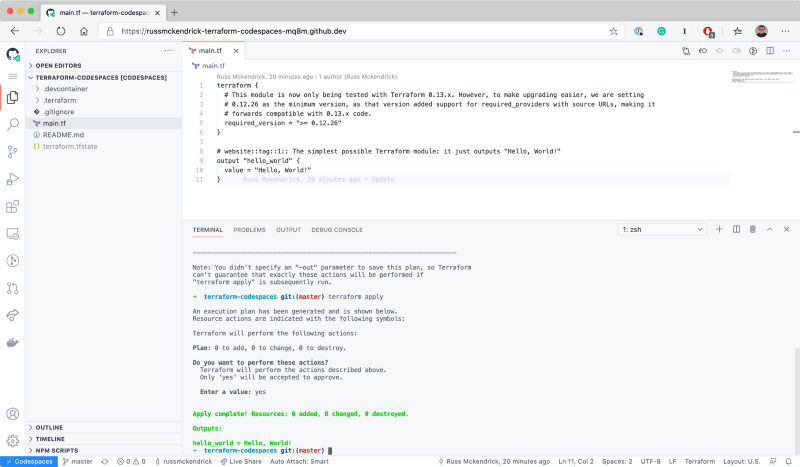 main.tf — terraform-codespaces
https://russmckendrick-terraform-codespaces-mq8m.github.dev
EXPLORER
OPEN EDITORS
TERRAFORM-CODESPACES [CODESPACES]
.devcontainer
.terraform
.gitignore
main.tf
README.md
terraform.tfstate
OUTLINE
TIMELINE
NPM SCRIPTS
main.tf
main.tf
Russ Mckendrick, 20 minutes ago | 1 author (Russ Mckendrick)
1 terraform {
2 # This module is now only being tested with Terraform 0.13.x. However, to make upgrading easier, we are setting
3 # 0.12.26 as the minimum version, as that version added support for required_providers with source URLs, making it
4 # forwards compatible with 0.13.x code.
5 required_version = ">= 0.12.26"
6 }
7
8 # website::tag::1:: The simplest possible Terraform module: it just outputs "Hello, World!"
9 output "hello_world" {
10 value = "Hello, World!"
11 } Russ Mckendrick, 20 minutes ago • Update
TERMINAL PROBLEMS OUTPUT DEBUG CONSOLE 1: zsh
Note: You didn't specify an "-out" parameter to save this plan, so Terraform
can't guarantee that exactly these actions will be performed if
"terraform apply" is subsequently run.
➜ terraform-codespaces git:(master) terraform apply
An execution plan has been generated and is shown below.
Resource actions are indicated with the following symbols:
Terraform will perform the following actions:
Plan: 0 to add, 0 to change, 0 to destroy.
Do you want to perform these actions?
Terraform will perform the actions described above.
Only 'yes' will be accepted to approve.
Enter a value: yes
Apply complete! Resources: 0 added, 0 changed, 0 destroyed.
Outputs:
hello_world = Hello, World!
➜ terraform-codespaces git:(master)
Codespaces master 0 0 russmckendrick Live Share Auto Attach: Smart Russ Mckendrick, 20 minutes ago Ln 11, Col 2 Spaces: 2 UTF-8 LF Terraform Layout: U.S.